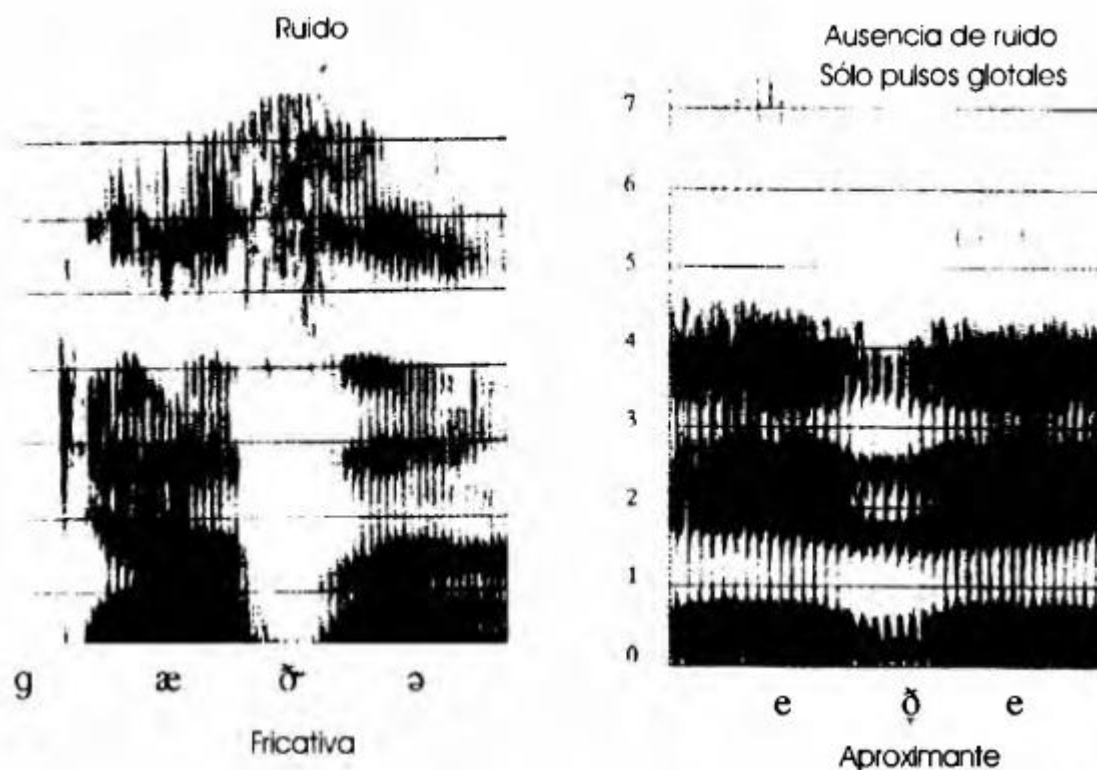 Ruido
g æ ð ə
Fricativa
Ausencia de ruido
Sólo pulsos glotales
7
6
5
4
3
2
1
0
e ð̞ e
Aproximante